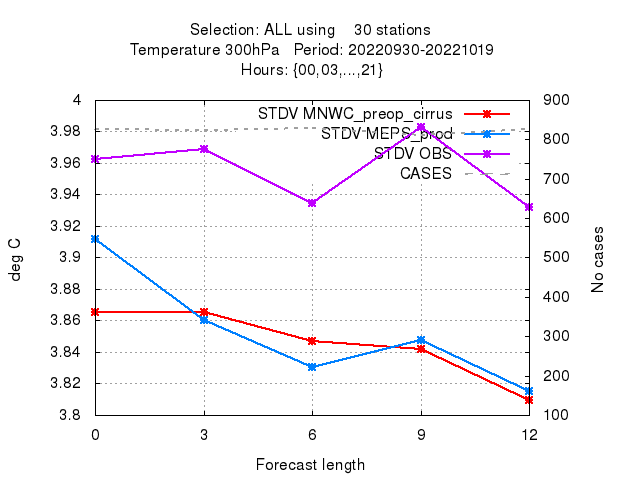 Selection: ALL using 30 stations
Temperature 300hPa Period: 20220930-20221019
Hours: {00,03,...,21}
4
3.98
3.96
3.94
3.92
3.9
3.88
3.86
3.84
3.82
3.8
deg C
STDV MNWC_preop_cirrus
STDV MEPS_prod
STDV OBS
CASES
900
800
700
600
500
400
300
200
100
No cases
0 3 6 9 12
Forecast length